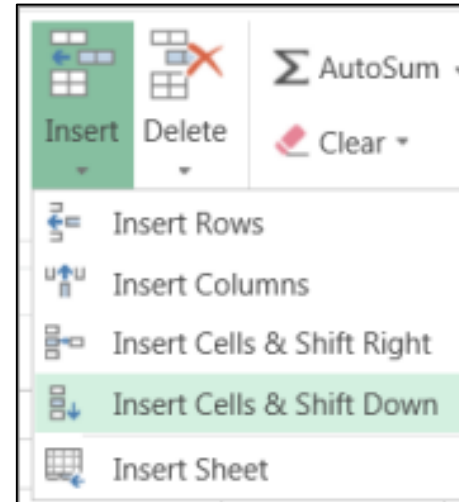 AutoSum
Insert Delete
Clear
Insert Rows
Insert Columns
Insert Cells & Shift Right
Insert Cells & Shift Down
Insert Sheet